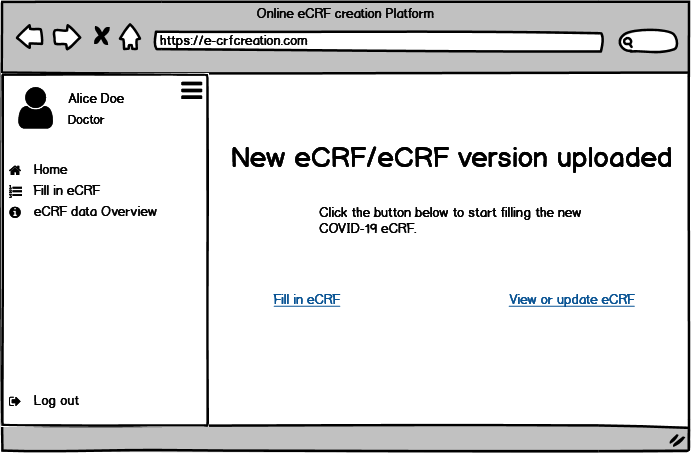 Online eCRF creation Platform
https://e-crfcreation.com
Alice Doe
Doctor
Home
Fill in eCRF
eCRF data Overview
Log out
New eCRF/eCRF version uploaded
Click the button below to start filling the new
COVID-19 eCRF.
Fill in eCRF
View or update eCRF